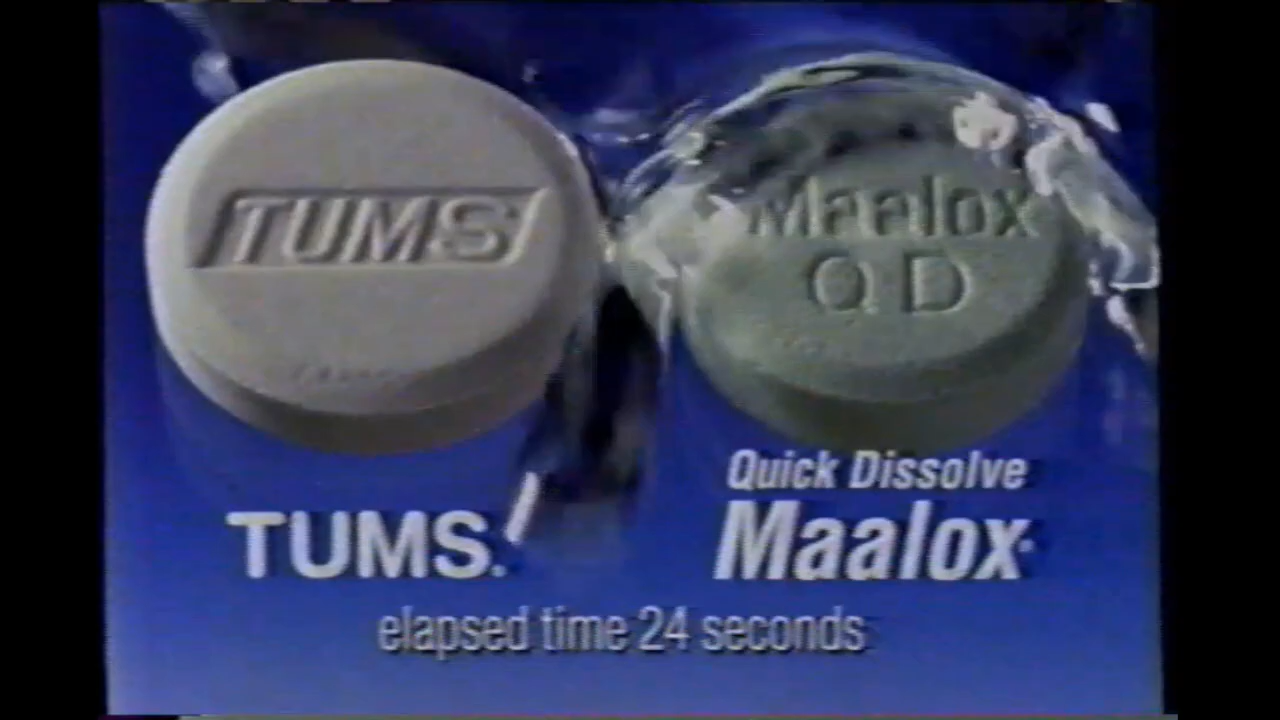 TUMS
Maalox
QD
Quick Dissolve
TUMS.
Maalox
elapsed time 24 seconds